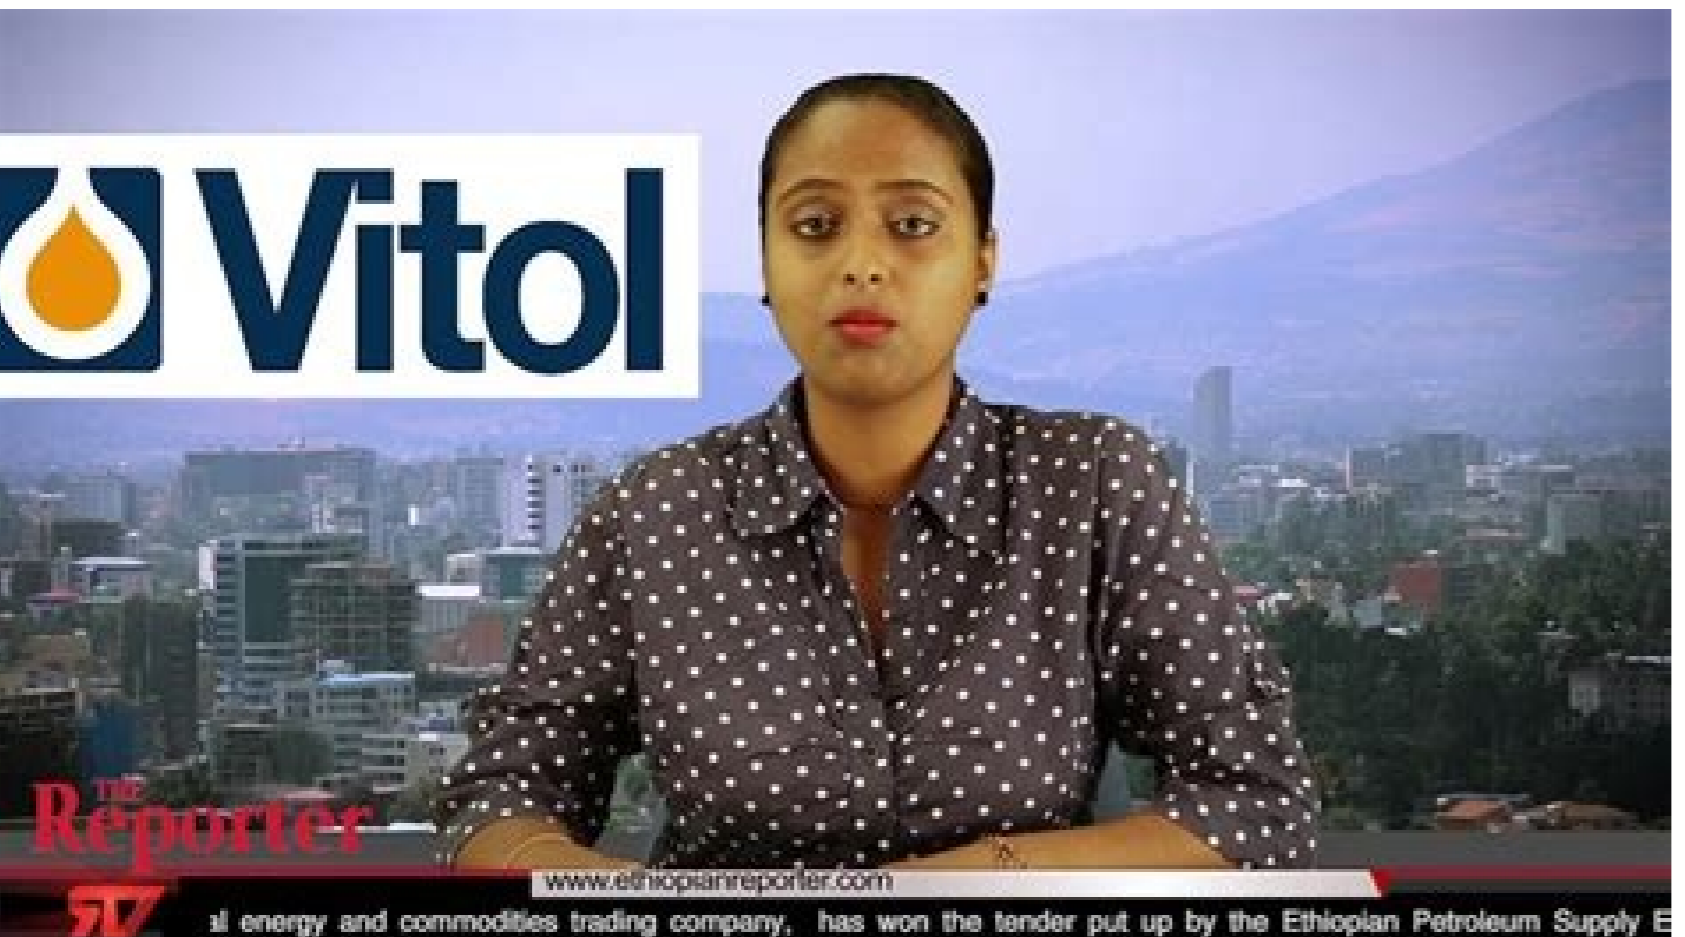 Vitol
THE
Reporter
www.ethiopianreporter.com
al energy and commodities trading company, has won the tender put up by the Ethiopian Petroleum Supply E